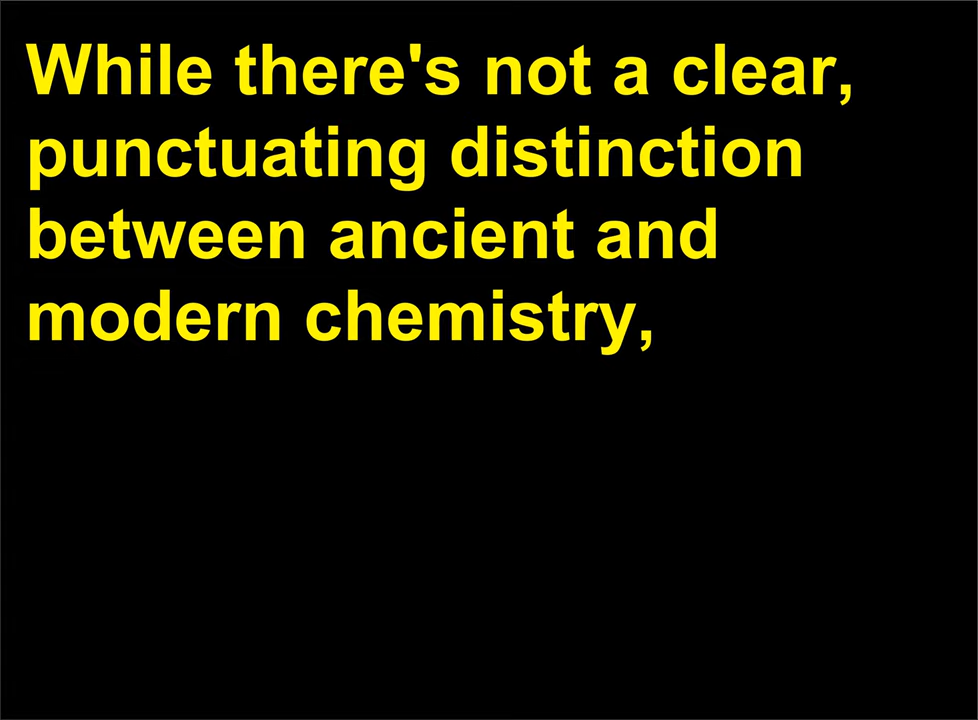 While there's not a clear,
punctuating distinction
between ancient and
modern chemistry,